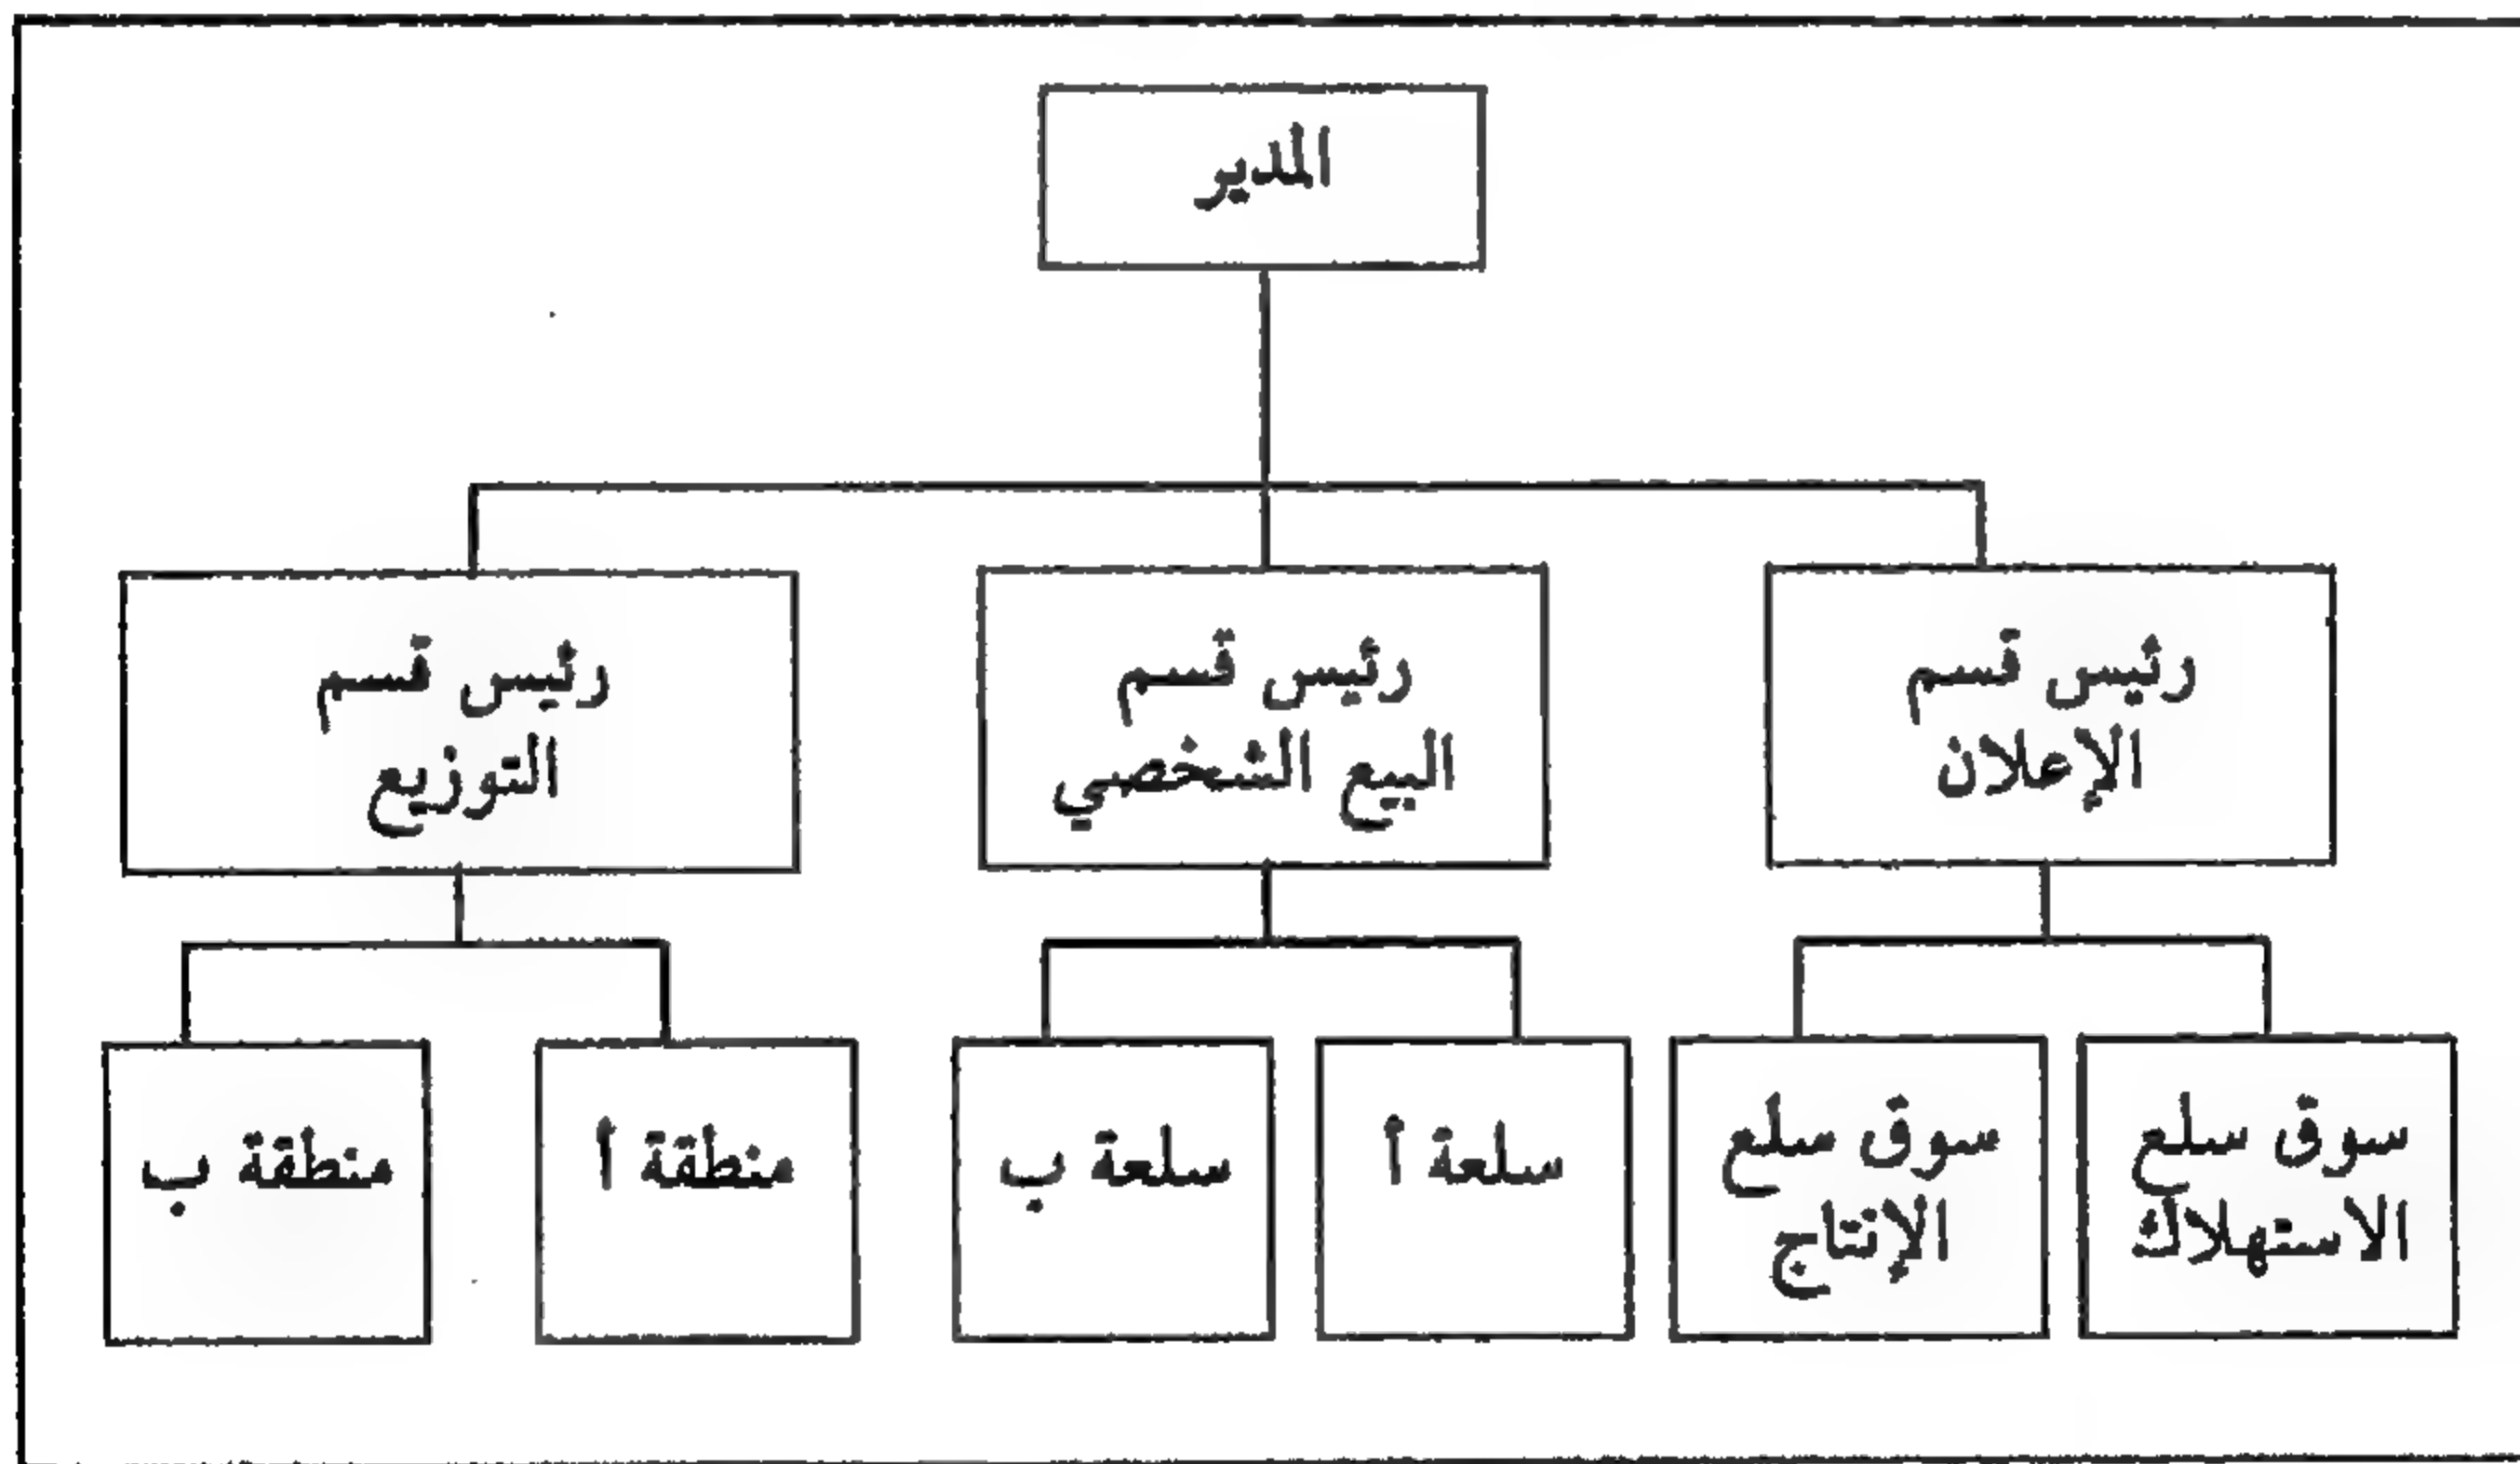 المدير
رئيس قسم
الإعلان
رئيس قسم
البيع الشخصي
رئيس قسم
التوزيع
سوق سلع
الاستهلاك
سوق سلع
الإنتاج
سلعة أ
سلعة ب
منطقة أ
منطقة ب